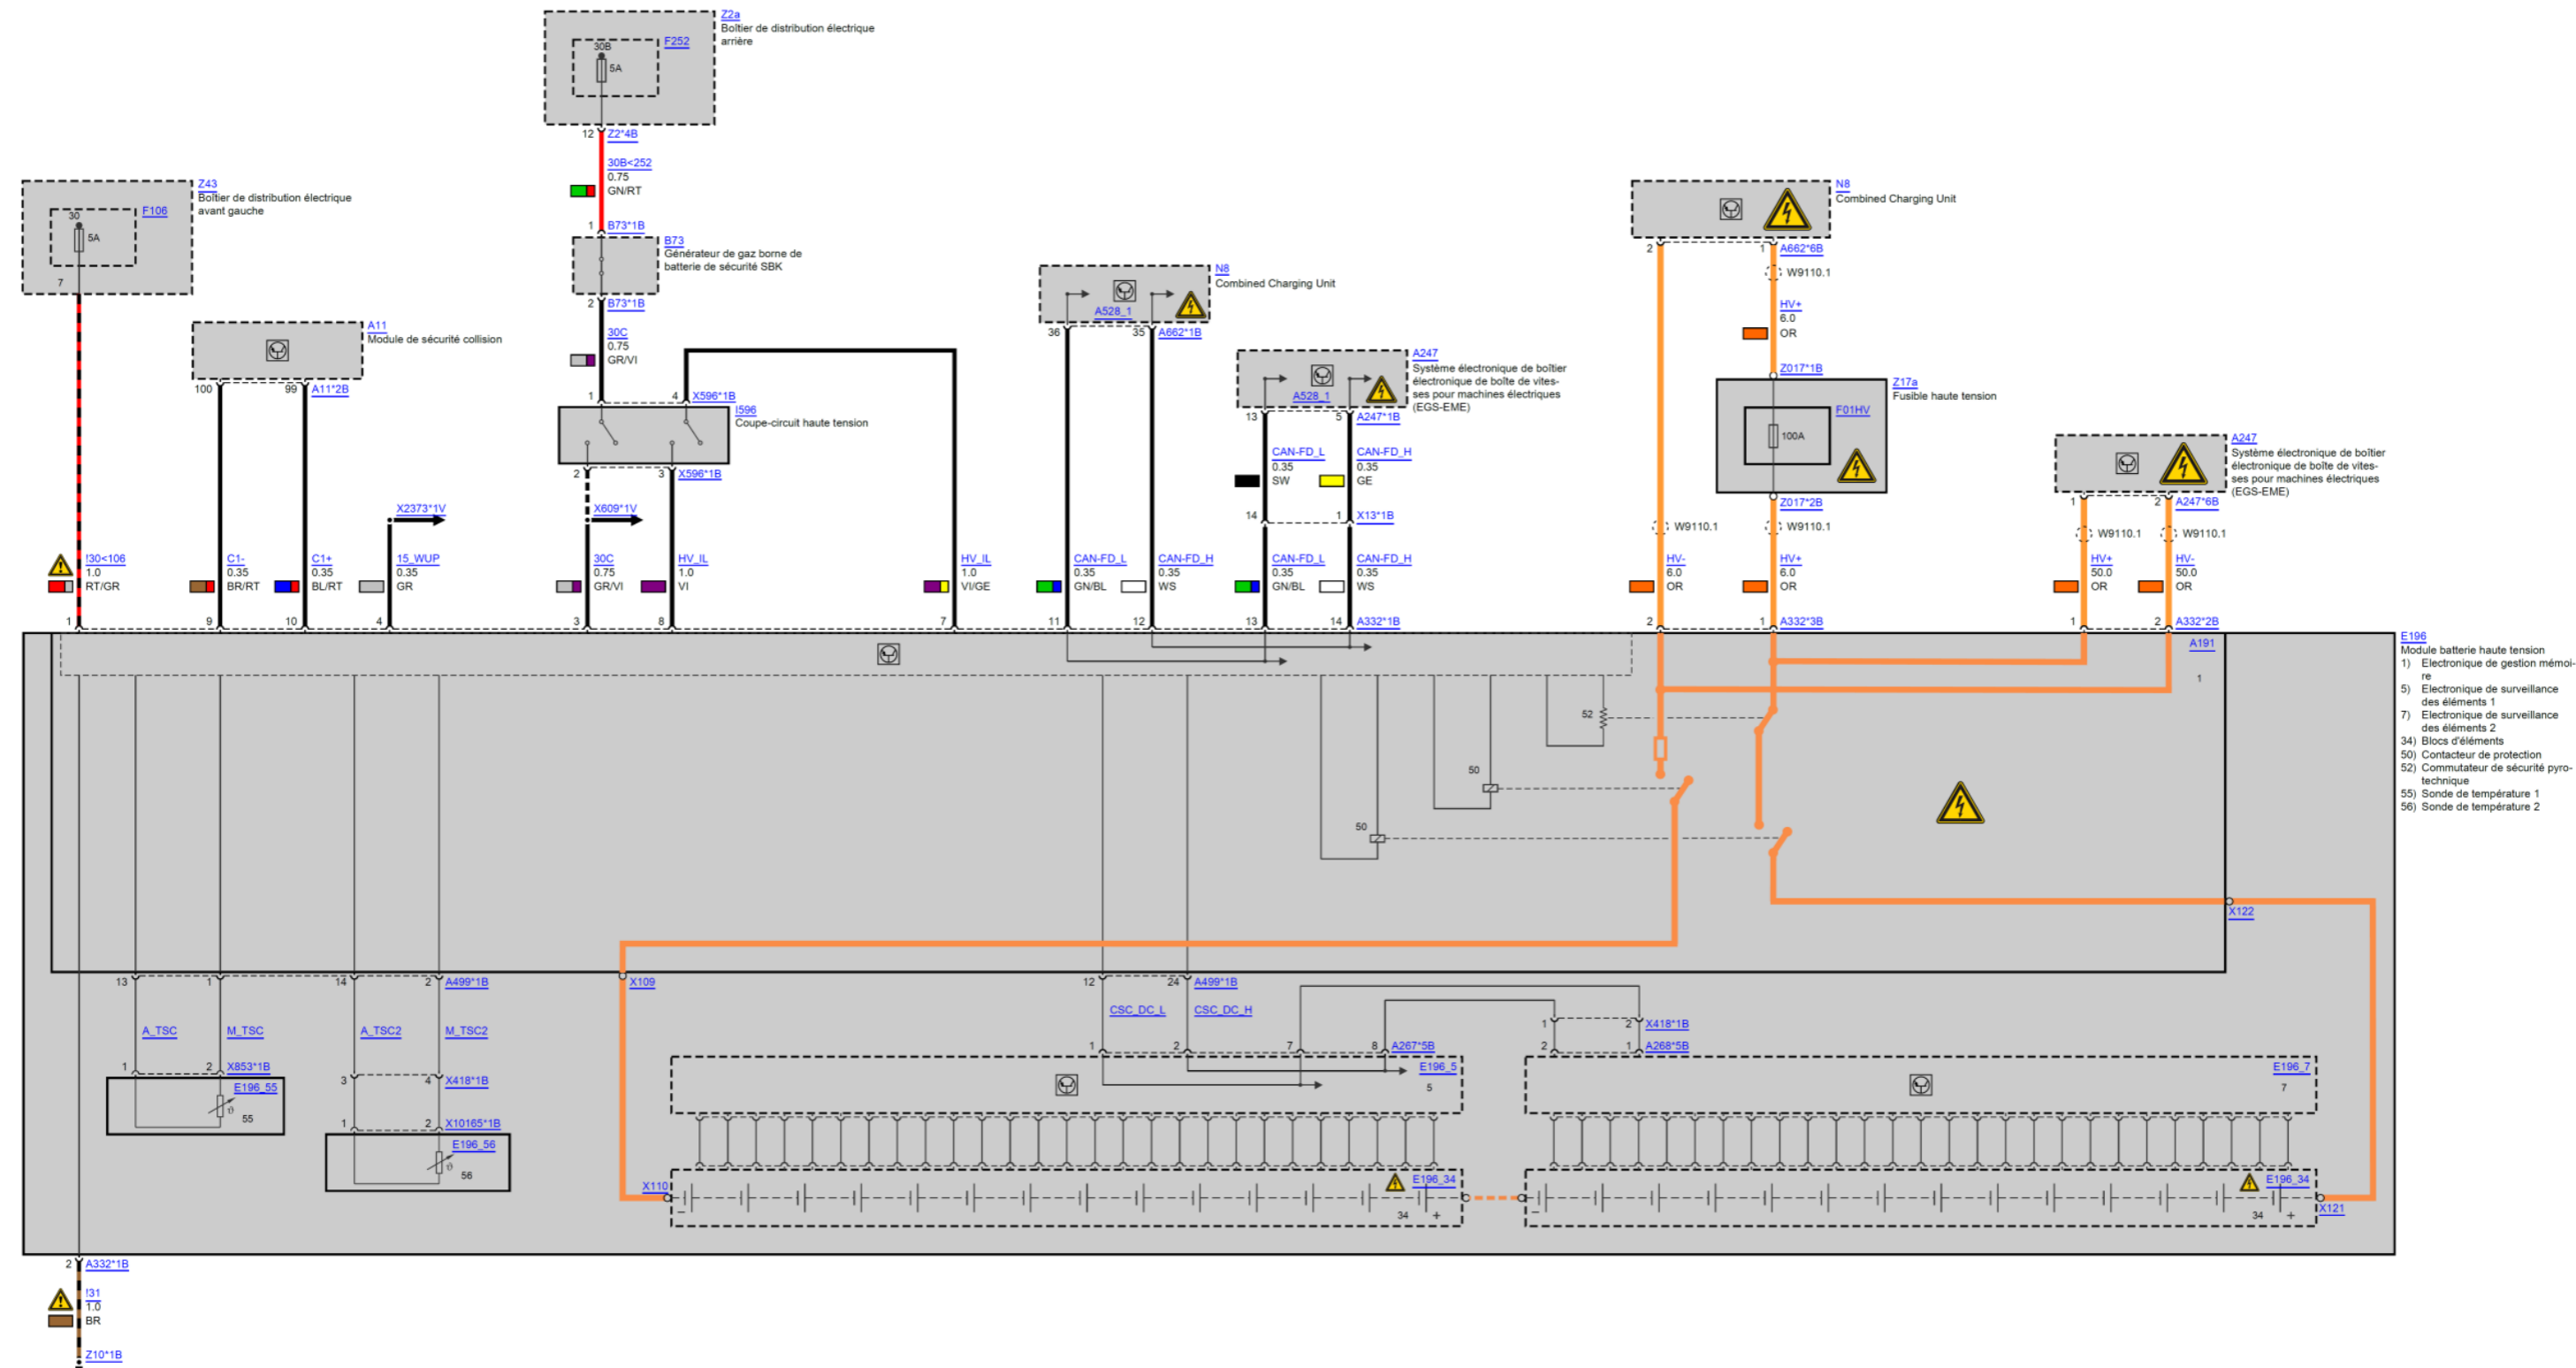 Z2a
Boîtier de distribution électrique
arrière
30B
F252
5A
12 Z2*4B
30B<252
0.75
GN/RT
1 B73*1B
B73
Générateur de gaz borne de
batterie de sécurité SBK
2 B73*1B
30C
0.75
GR/VI
1 4 X596*1B
I596
Coupe-circuit haute tension
2 3 X596*1B
X609*1V
Z43
Boîtier de distribution électrique
avant gauche
30
F106
5A
7
A11
Module de sécurité collision
100 99 A11*2B
X2373*1V
N8
Combined Charging Unit
A528_1
36 35 A662*1B
A247
Système électronique de boîtier
électronique de boîte de vites-
ses pour machines électriques
(EGS-EME)
A528_1
13 5 A247*1B
CAN-FD_L
0.35
SW
CAN-FD_H
0.35
GE
14 1 X13*1B
N8
Combined Charging Unit
2 1 A662*6B
W9110.1
HV+
6.0
OR
Z017*1B
Z17a
Fusible haute tension
F01HV
100A
Z017*2B
W9110.1
W9110.1
A247
Système électronique de boîtier
électronique de boîte de vites-
ses pour machines électriques
(EGS-EME)
1 2 A247*6B
W9110.1
W9110.1
!30<106
1.0
RT/GR
C1-
0.35
BR/RT
C1+
0.35
BL/RT
15_WUP
0.35
GR
30C
0.75
GR/VI
HV_IL
1.0
VI
HV_IL
1.0
VI/GE
CAN-FD_L
0.35
GN/BL
CAN-FD_H
0.35
WS
CAN-FD_L
0.35
GN/BL
CAN-FD_H
0.35
WS
HV-
6.0
OR
HV+
6.0
OR
HV+
50.0
OR
HV-
50.0
OR
1 9 10 4 3 8 7 11 12 13 14 A332*1B
2 1 A332*3B
1 2 A332*2B
A191
1
E196
Module batterie haute tension
1) Electronique de gestion mémoi-
re
5) Electronique de surveillance
des éléments 1
7) Electronique de surveillance
des éléments 2
34) Blocs d'éléments
50) Contacteur de protection
52) Commutateur de sécurité pyro-
technique
55) Sonde de température 1
56) Sonde de température 2
52
50
50
X122
13 1 14 2 A499*1B
X109
12 24 A499*1B
A_TSC
M_TSC
A_TSC2
M_TSC2
CSC_DC_L
CSC_DC_H
1 2 X418*1B
1 2 X853*1B
E196_55
ϑ
55
3 4 X418*1B
1 2 X10165*1B
E196_56
ϑ
56
1 2 7 8 A267*5B
2 1 A268*5B
E196_5
5
E196_7
7
X110
E196_34
- 34 +
E196_34
- 34 +
X121
2 A332*1B
!31
1.0
BR
Z10*1B